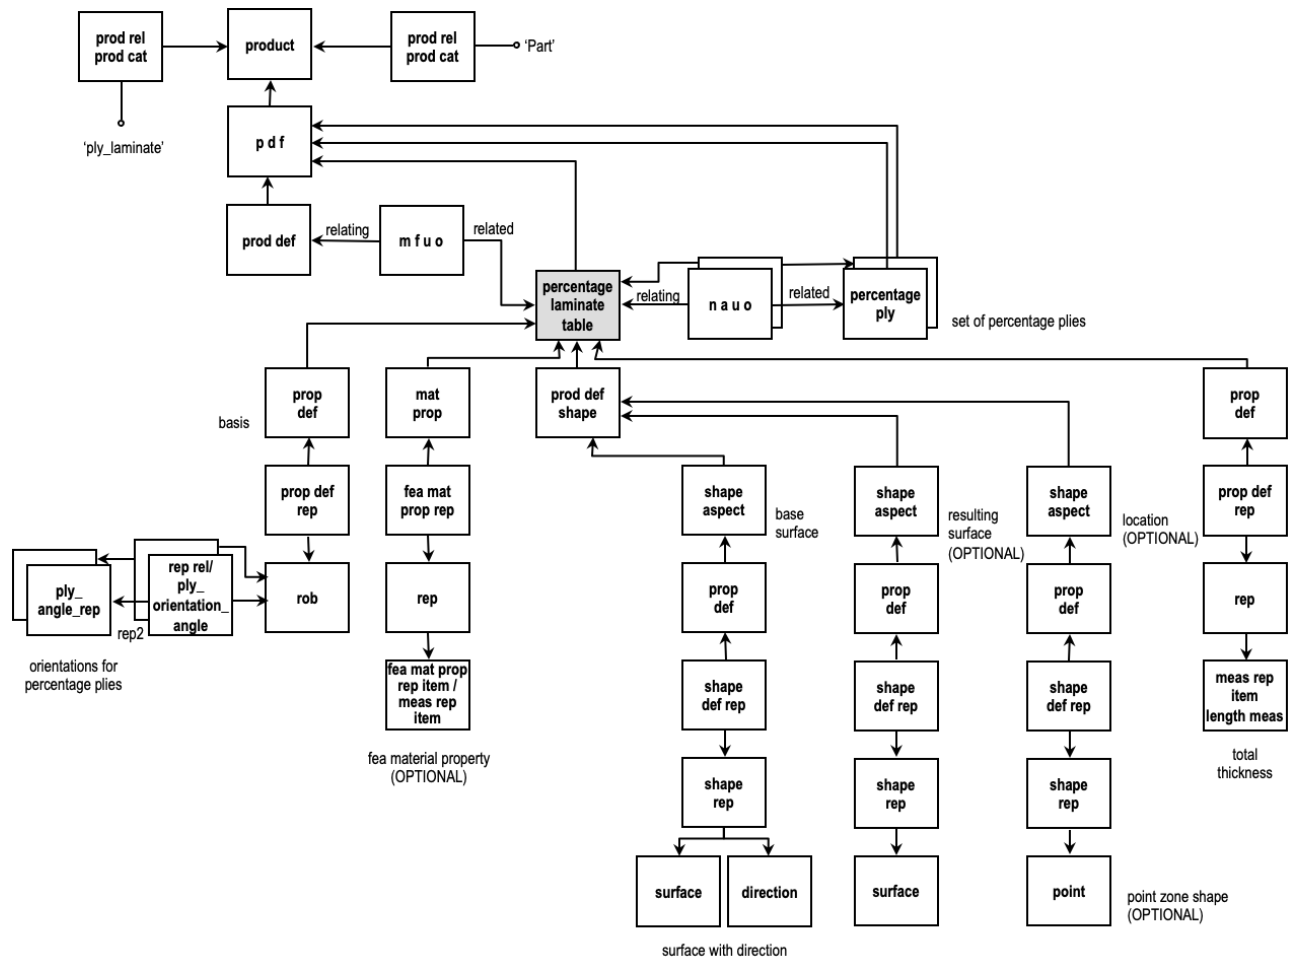 prod rel
prod cat
product
prod rel
prod cat
'Part'
'ply_laminate'
p d f
prod def
relating
m f u o
related
percentage
laminate
table
relating
n a u o
related
percentage
ply
set of percentage plies
basis
prop
def
mat
prop
prod def
shape
prop
def
prop def
rep
fea mat
prop rep
shape
aspect
base
surface
shape
aspect
resulting
surface
(OPTIONAL)
shape
aspect
location
(OPTIONAL)
prop def
rep
ply_
angle_rep
rep2
rep rel/
ply_
orientation_
angle
rob
rep
prop
def
prop
def
prop
def
rep
orientations for
percentage plies
fea mat prop
rep item /
meas rep
item
fea material property
(OPTIONAL)
shape
def rep
shape
def rep
shape
def rep
meas rep
item
length meas
total
thickness
shape
rep
shape
rep
shape
rep
surface
direction
surface
point
point zone shape
(OPTIONAL)
surface with direction